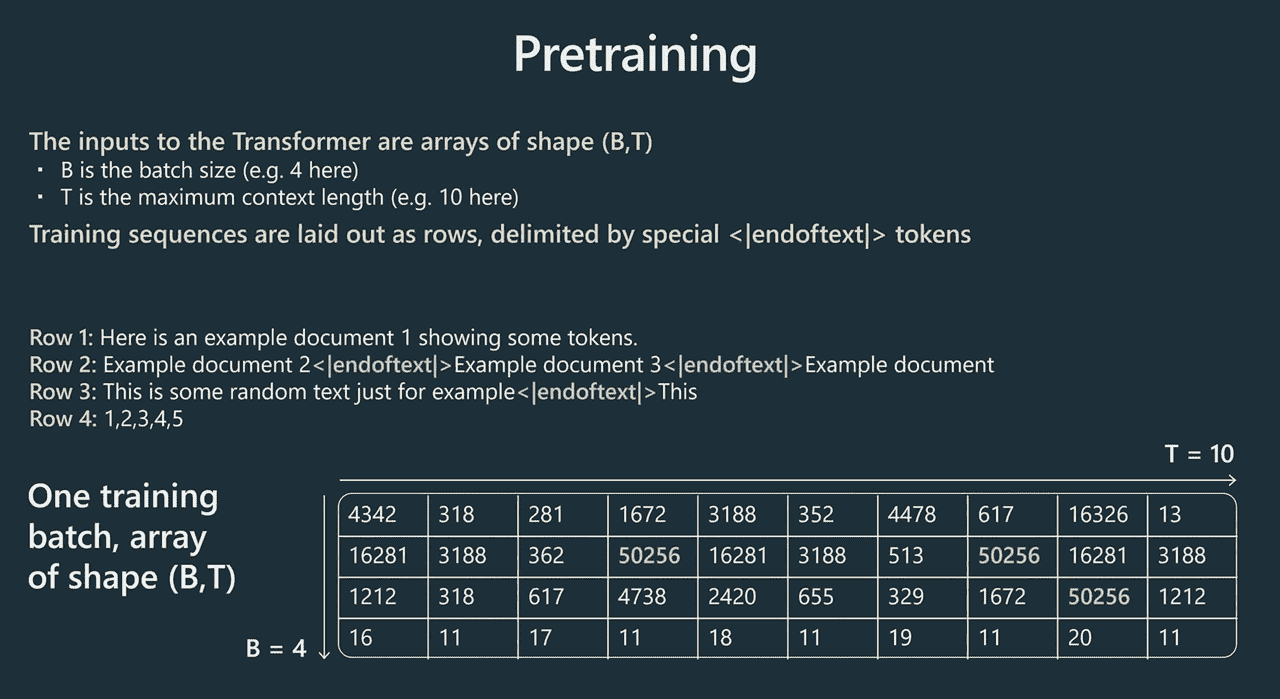 Pretraining
The inputs to the Transformer are arrays of shape (B,T)
· B is the batch size (e.g. 4 here)
· T is the maximum context length (e.g. 10 here)
Training sequences are laid out as rows, delimited by special <|endoftext|> tokens
Row 1: Here is an example document 1 showing some tokens.
Row 2: Example document 2<|endoftext|>Example document 3<|endoftext|>Example document
Row 3: This is some random text just for example<|endoftext|>This
Row 4: 1,2,3,4,5
T = 10
One training
batch, array
of shape (B,T)
B = 4
4342 318 281 1672 3188 352 4478 617 16326 13
16281 3188 362 50256 16281 3188 513 50256 16281 3188
1212 318 617 4738 2420 655 329 1672 50256 1212
16 11 17 11 18 11 19 11 20 11